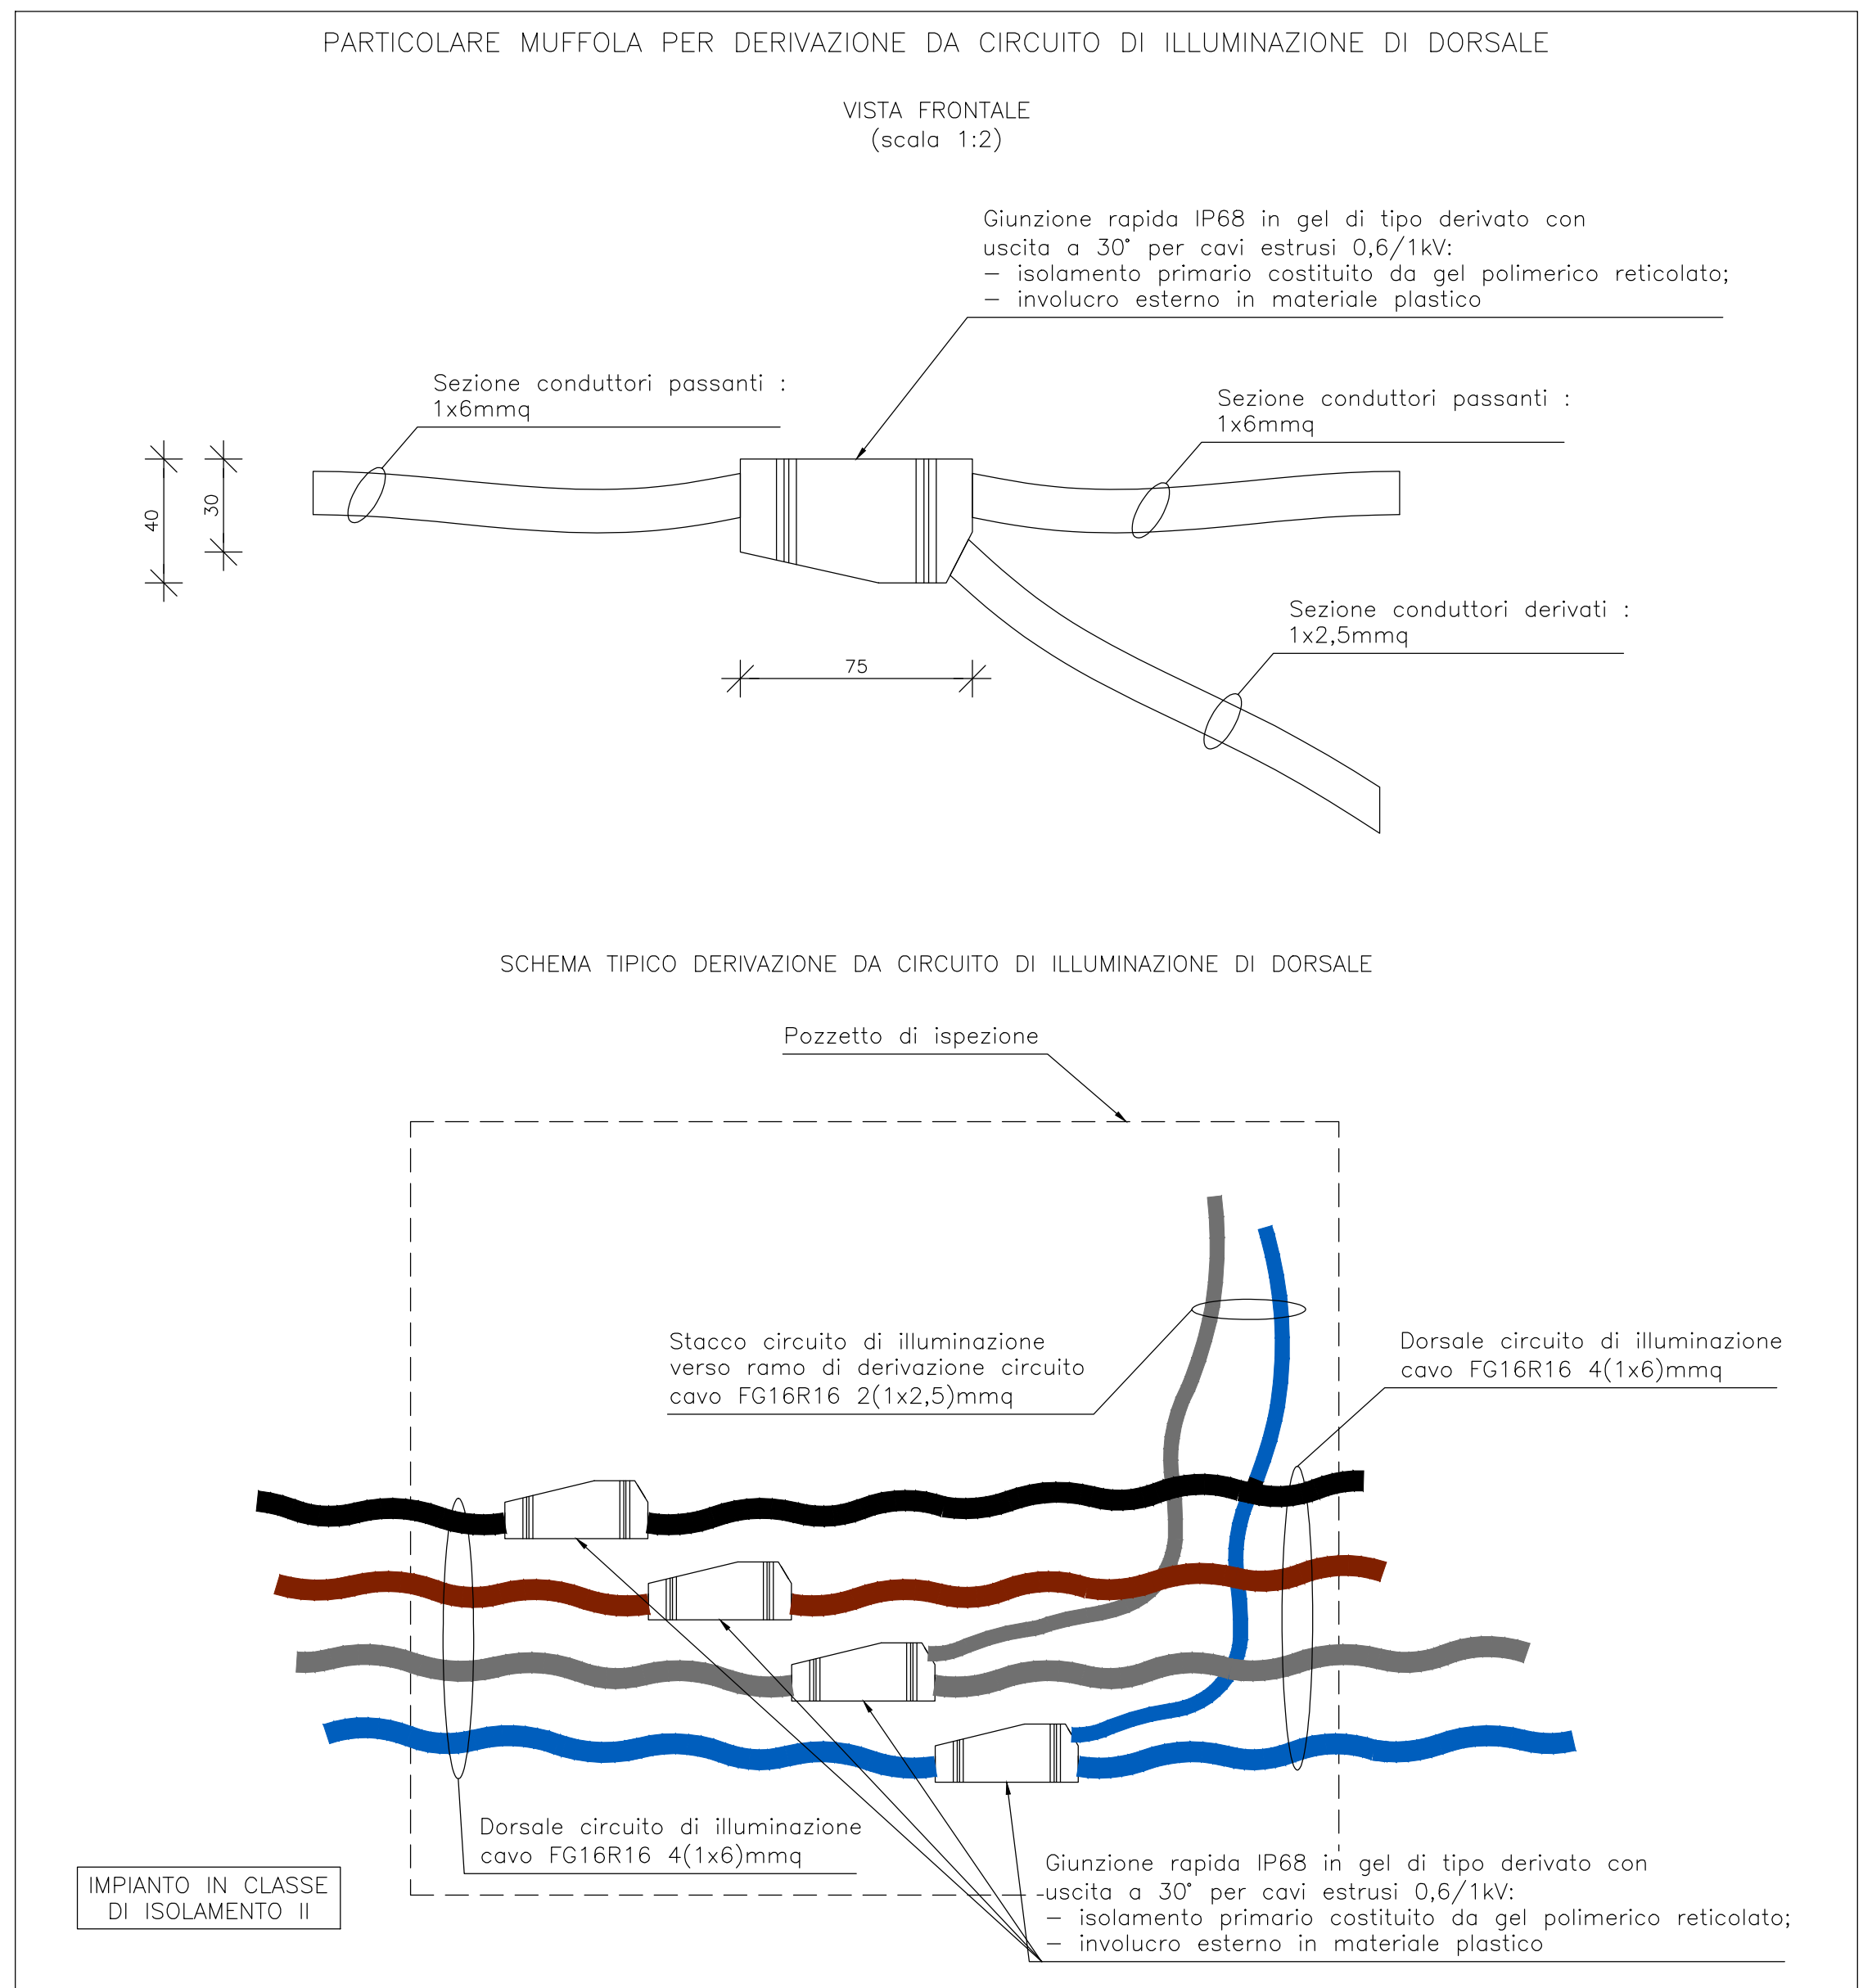 PARTICOLARE MUFFOLA PER DERIVAZIONE DA CIRCUITO DI ILLUMINAZIONE DI DORSALE
VISTA FRONTALE
(scala 1:2)
Giunzione rapida IP68 in gel di tipo derivato con
uscita a 30° per cavi estrusi 0,6/1kV:
– isolamento primario costituito da gel polimerico reticolato;
– involucro esterno in materiale plastico
Sezione conduttori passanti :
1x6mmq
Sezione conduttori passanti :
1x6mmq
40
30
Sezione conduttori derivati :
1x2,5mmq
75
SCHEMA TIPICO DERIVAZIONE DA CIRCUITO DI ILLUMINAZIONE DI DORSALE
Pozzetto di ispezione
Stacco circuito di illuminazione
verso ramo di derivazione circuito
cavo FG16R16 2(1x2,5)mmq
Dorsale circuito di illuminazione
cavo FG16R16 4(1x6)mmq
Dorsale circuito di illuminazione
cavo FG16R16 4(1x6)mmq
IMPIANTO IN CLASSE
DI ISOLAMENTO II
Giunzione rapida IP68 in gel di tipo derivato con
uscita a 30° per cavi estrusi 0,6/1kV:
– isolamento primario costituito da gel polimerico reticolato;
– involucro esterno in materiale plastico